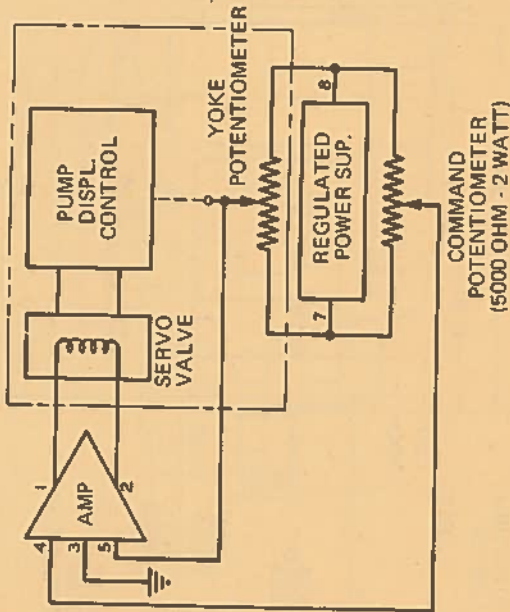 PUMP
DISPL.
CONTROL
YOKE
POTENTIOMETER
SERVO
VALVE
1
4
AMP
3
5
2
8
REGULATED
POWER SUP.
7
COMMAND
POTENTIOMETER
(5000 OHM - 2 WATT)